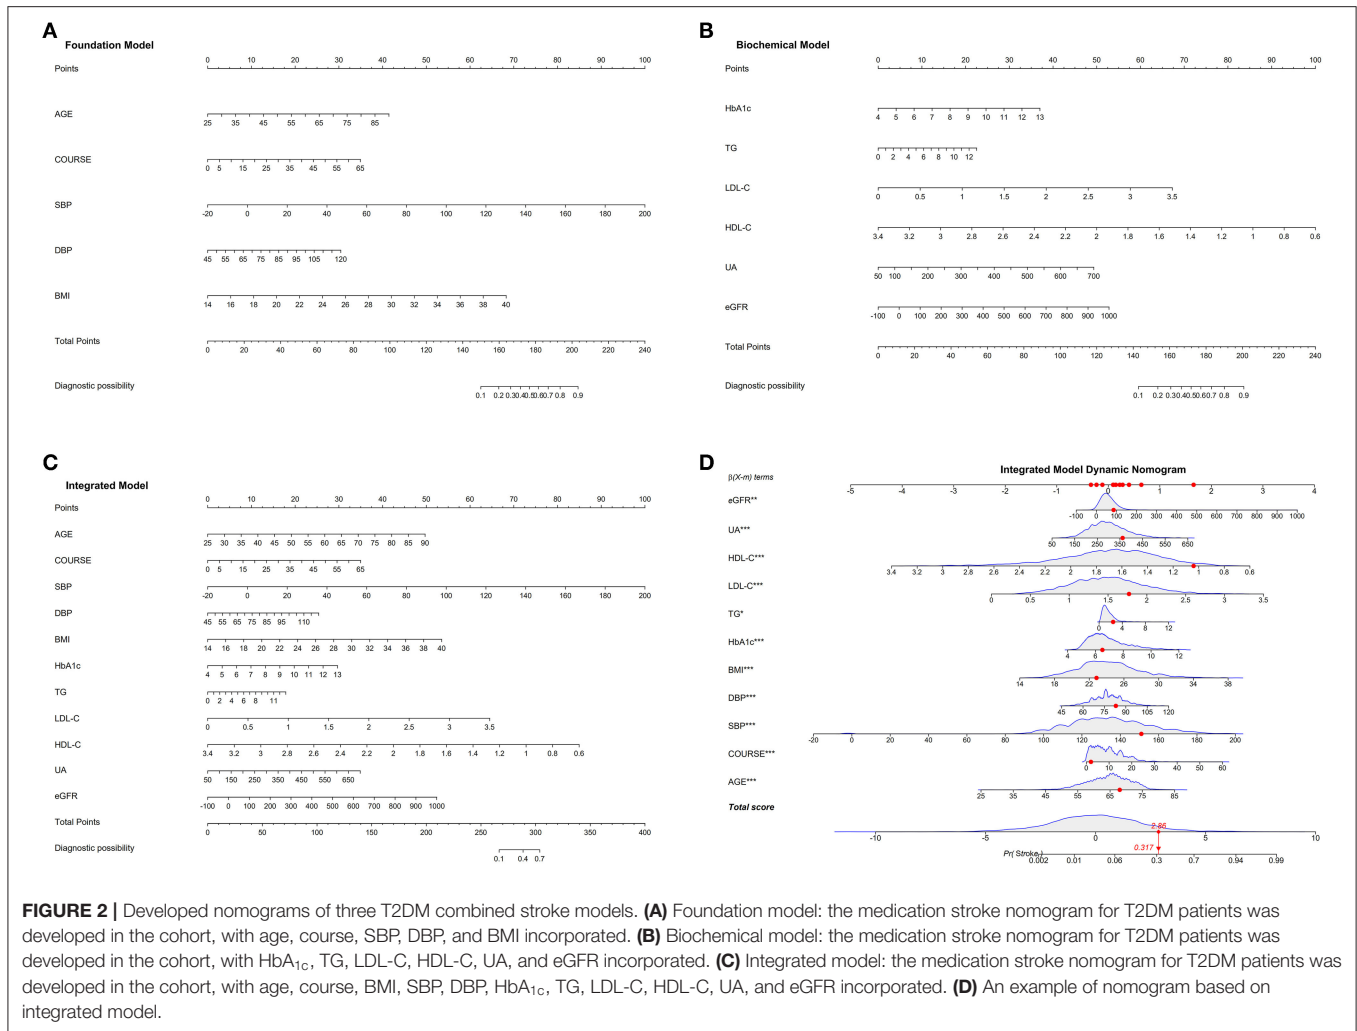 A
Foundation Model
0 10 20 30 40 50 60 70 80 90 100
Points
AGE
25 35 45 55 65 75 85
COURSE
0 5 15 25 35 45 55 65
SBP
-20 0 20 40 60 80 100 120 140 160 180 200
DBP
45 55 65 75 85 95 105 120
BMI
14 16 18 20 22 24 26 28 30 32 34 36 38 40
Total Points
0 20 40 60 80 100 120 140 160 180 200 220 240
Diagnostic possibility
0.1 0.2 0.3 0.4 0.5 0.6 0.7 0.8 0.9
B
Biochemical Model
0 10 20 30 40 50 60 70 80 90 100
Points
HbA1c
4 5 6 7 8 9 10 11 12 13
TG
0 2 4 6 8 10 12
LDL-C
0 0.5 1 1.5 2 2.5 3 3.5
HDL-C
3.4 3.2 3 2.8 2.6 2.4 2.2 2 1.8 1.6 1.4 1.2 1 0.8 0.6
UA
50 100 200 300 400 500 600 700
eGFR
-100 0 100 200 300 400 500 600 700 800 1000
Total Points
0 20 40 60 80 100 120 140 160 180 200 220 240
Diagnostic possibility
0.1 0.2 0.3 0.4 0.5 0.6 0.7 0.8 0.9
C
Integrated Model
0 10 20 30 40 50 60 70 80 90 100
Points
AGE
25 30 35 40 45 50 55 60 65 70 75 80 85 90
COURSE
0 5 15 25 35 45 55 65
SBP
-20 0 20 40 60 80 100 120 140 160 180 200
DBP
45 55 65 75 85 95 110
BMI
14 16 18 20 22 24 26 28 30 32 34 36 38 40
HbA1c
4 5 6 7 8 9 10 11 12 13
TG
0 2 4 6 8 11
LDL-C
0 0.5 1 1.5 2 2.5 3 3.5
HDL-C
3.4 3.2 3 2.8 2.6 2.4 2.2 2 1.8 1.6 1.4 1.2 1 0.8 0.6
UA
50 150 250 350 450 550 650
eGFR
-100 0 100 200 300 400 500 600 700 800 1000
Total Points
0 50 100 150 200 250 300 350 400
Diagnostic possibility
0.1 0.4 0.7
D
Integrated Model Dynamic Nomogram
β(X-m) terms
-5 -4 -3 -2 -1 0 1 2 3 4
eGFR**
-100 0 100 200 300 400 500 600 700 800 1000
UA***
50 150 250 350 450 550 650
HDL-C***
3.4 3.2 3 2.8 2.6 2.4 2.2 2 1.8 1.6 1.4 1.2 1 0.8 0.6
LDL-C***
0 0.5 1 1.5 2 2.5 3 3.5
TG*
0 4 8 12
HbA1c***
4 6 8 10 12
BMI***
14 18 22 26 30 34 38
DBP***
45 60 75 90 105 120
SBP***
-20 0 20 40 60 80 100 120 140 160 180 200
COURSE***
0 10 20 30 40 50 60
AGE***
25 35 45 55 65 75 85
Total score
2.86
-10 -5 0 5 10
0.317
Pr( Stroke )
0.002 0.01 0.06 0.3 0.7 0.94 0.99
FIGURE 2 | Developed nomograms of three T2DM combined stroke models. (A) Foundation model: the medication stroke nomogram for T2DM patients was
developed in the cohort, with age, course, SBP, DBP, and BMI incorporated. (B) Biochemical model: the medication stroke nomogram for T2DM patients was
developed in the cohort, with HbA1c, TG, LDL-C, HDL-C, UA, and eGFR incorporated. (C) Integrated model: the medication stroke nomogram for T2DM patients was
developed in the cohort, with age, course, BMI, SBP, DBP, HbA1c, TG, LDL-C, HDL-C, UA, and eGFR incorporated. (D) An example of nomogram based on
integrated model.